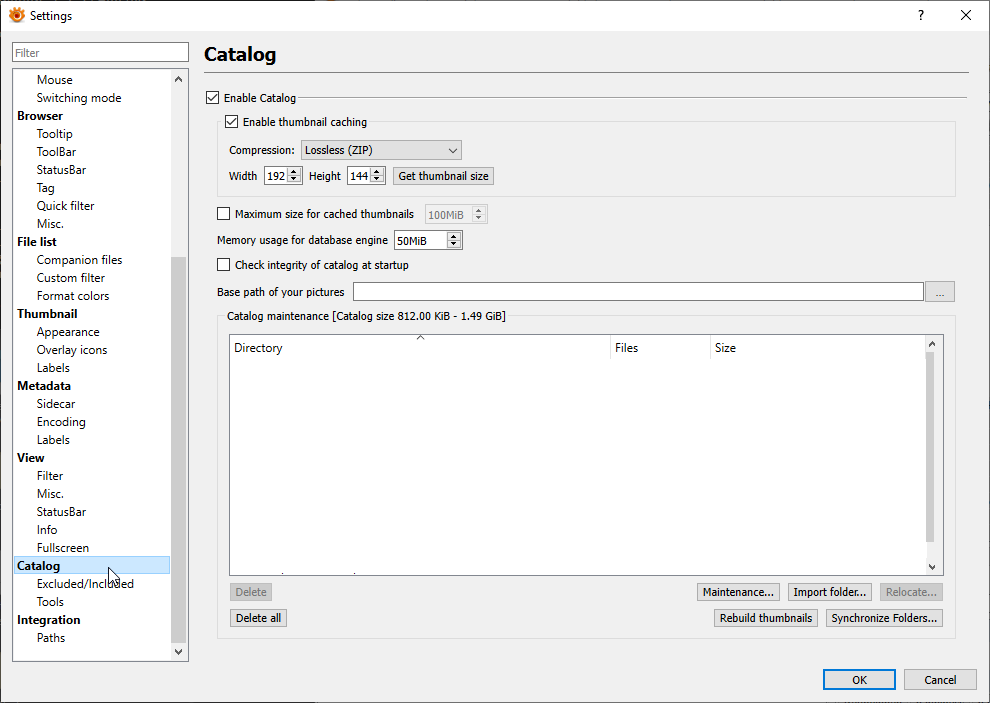 Settings
?
Filter
Mouse
Switching mode
Browser
Tooltip
ToolBar
StatusBar
Tag
Quick filter
Misc.
File list
Companion files
Custom filter
Format colors
Thumbnail
Appearance
Overlay icons
Labels
Metadata
Sidecar
Encoding
Labels
View
Filter
Misc.
StatusBar
Info
Fullscreen
Catalog
Excluded/Included
Tools
Integration
Paths
Catalog
Enable Catalog
Enable thumbnail caching
Compression: Lossless (ZIP)
Width 192 Height 144 Get thumbnail size
Maximum size for cached thumbnails 100MiB
Memory usage for database engine 50MiB
Check integrity of catalog at startup
Base path of your pictures ...
Catalog maintenance [Catalog size 812.00 KiB - 1.49 GiB]
Directory Files Size
Delete Maintenance... Import folder... Relocate...
Delete all Rebuild thumbnails Synchronize Folders...
OK Cancel